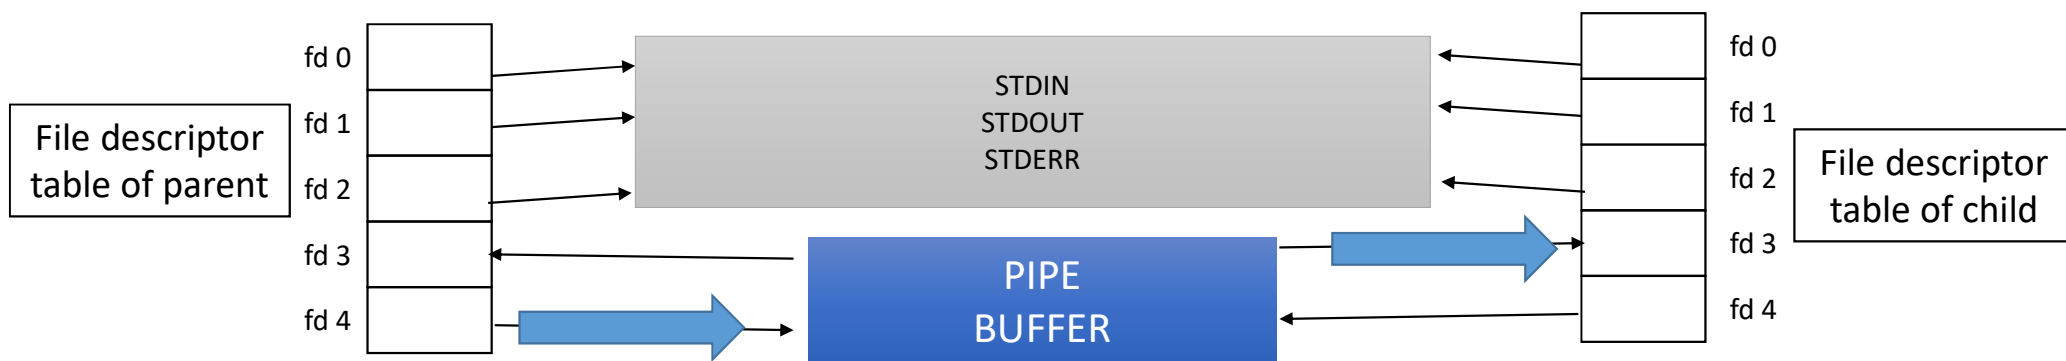 File descriptor
table of parent
fd 0
fd 1
fd 2
fd 3
fd 4
STDIN
STDOUT
STDERR
PIPE
BUFFER
fd 0
fd 1
fd 2
fd 3
fd 4
File descriptor
table of child